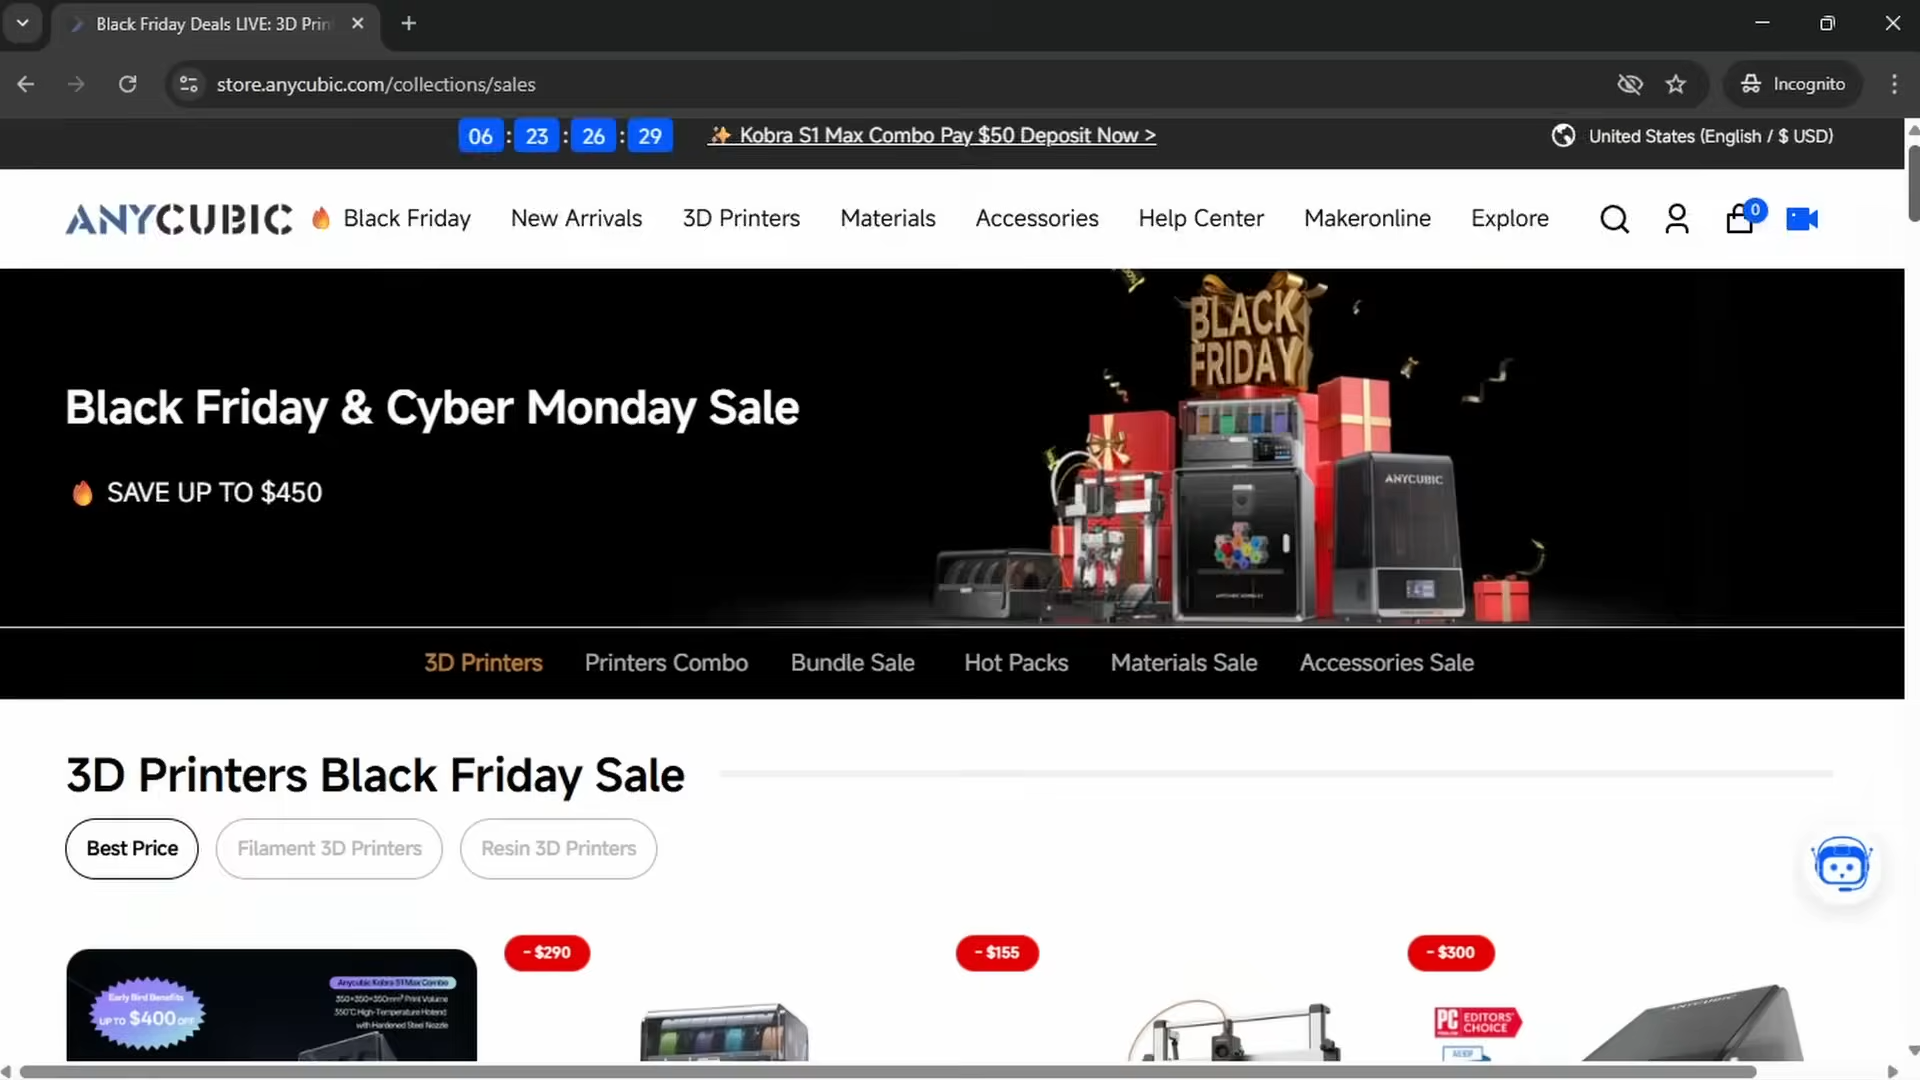 Black Friday Deals LIVE: 3D Prin
store.anycubic.com/collections/sales
Incognito
06 : 23 : 26 : 29
✨ Kobra S1 Max Combo Pay $50 Deposit Now >
United States (English / $ USD)
ANYCUBIC
🔥 Black Friday
New Arrivals
3D Printers
Materials
Accessories
Help Center
Makeronline
Explore
0
BLACK
FRIDAY
Black Friday & Cyber Monday Sale
🔥 SAVE UP TO $450
ANYCUBIC
3D Printers
Printers Combo
Bundle Sale
Hot Packs
Materials Sale
Accessories Sale
3D Printers Black Friday Sale
Best Price
Filament 3D Printers
Resin 3D Printers
- $290
- $155
- $300
Early Bird Benefits
UP TO $400 OFF
Anycubic Kobra S1 Max Combo
350×350×350mm³ Print Volume
350°C High-Temperature Hotend
with Hardened Steel Nozzle
PC EDITORS'
CHOICE
ANYCUBIC